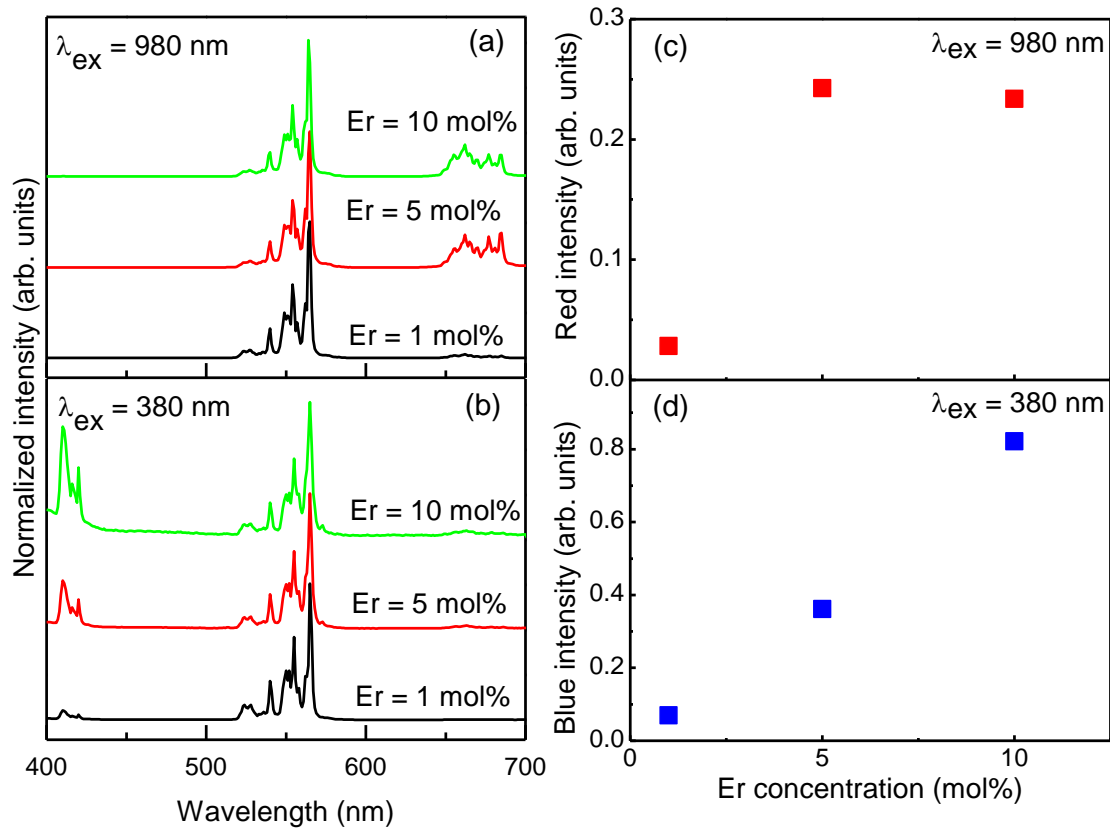 Normalized intensity (arb. units)
λex = 980 nm
(a)
Er = 10 mol%
Er = 5 mol%
Er = 1 mol%
λex = 380 nm
(b)
Er = 10 mol%
Er = 5 mol%
Er = 1 mol%
400
500
600
700
Wavelength (nm)
Red intensity (arb. units)
0.3
0.2
0.1
0.0
(c)
λex = 980 nm
Blue intensity (arb. units)
0.8
0.6
0.4
0.2
0.0
(d)
λex = 380 nm
0
5
10
Er concentration (mol%)